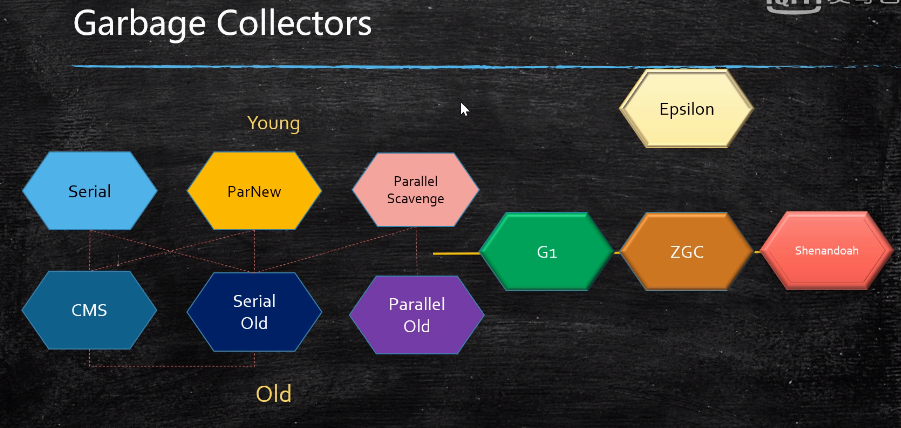 Garbage Collectors
Epsilon
Young
Serial
ParNew
Parallel
Scavenge
G1
ZGC
Shenandoah
CMS
Serial
Old
Parallel
Old
Old